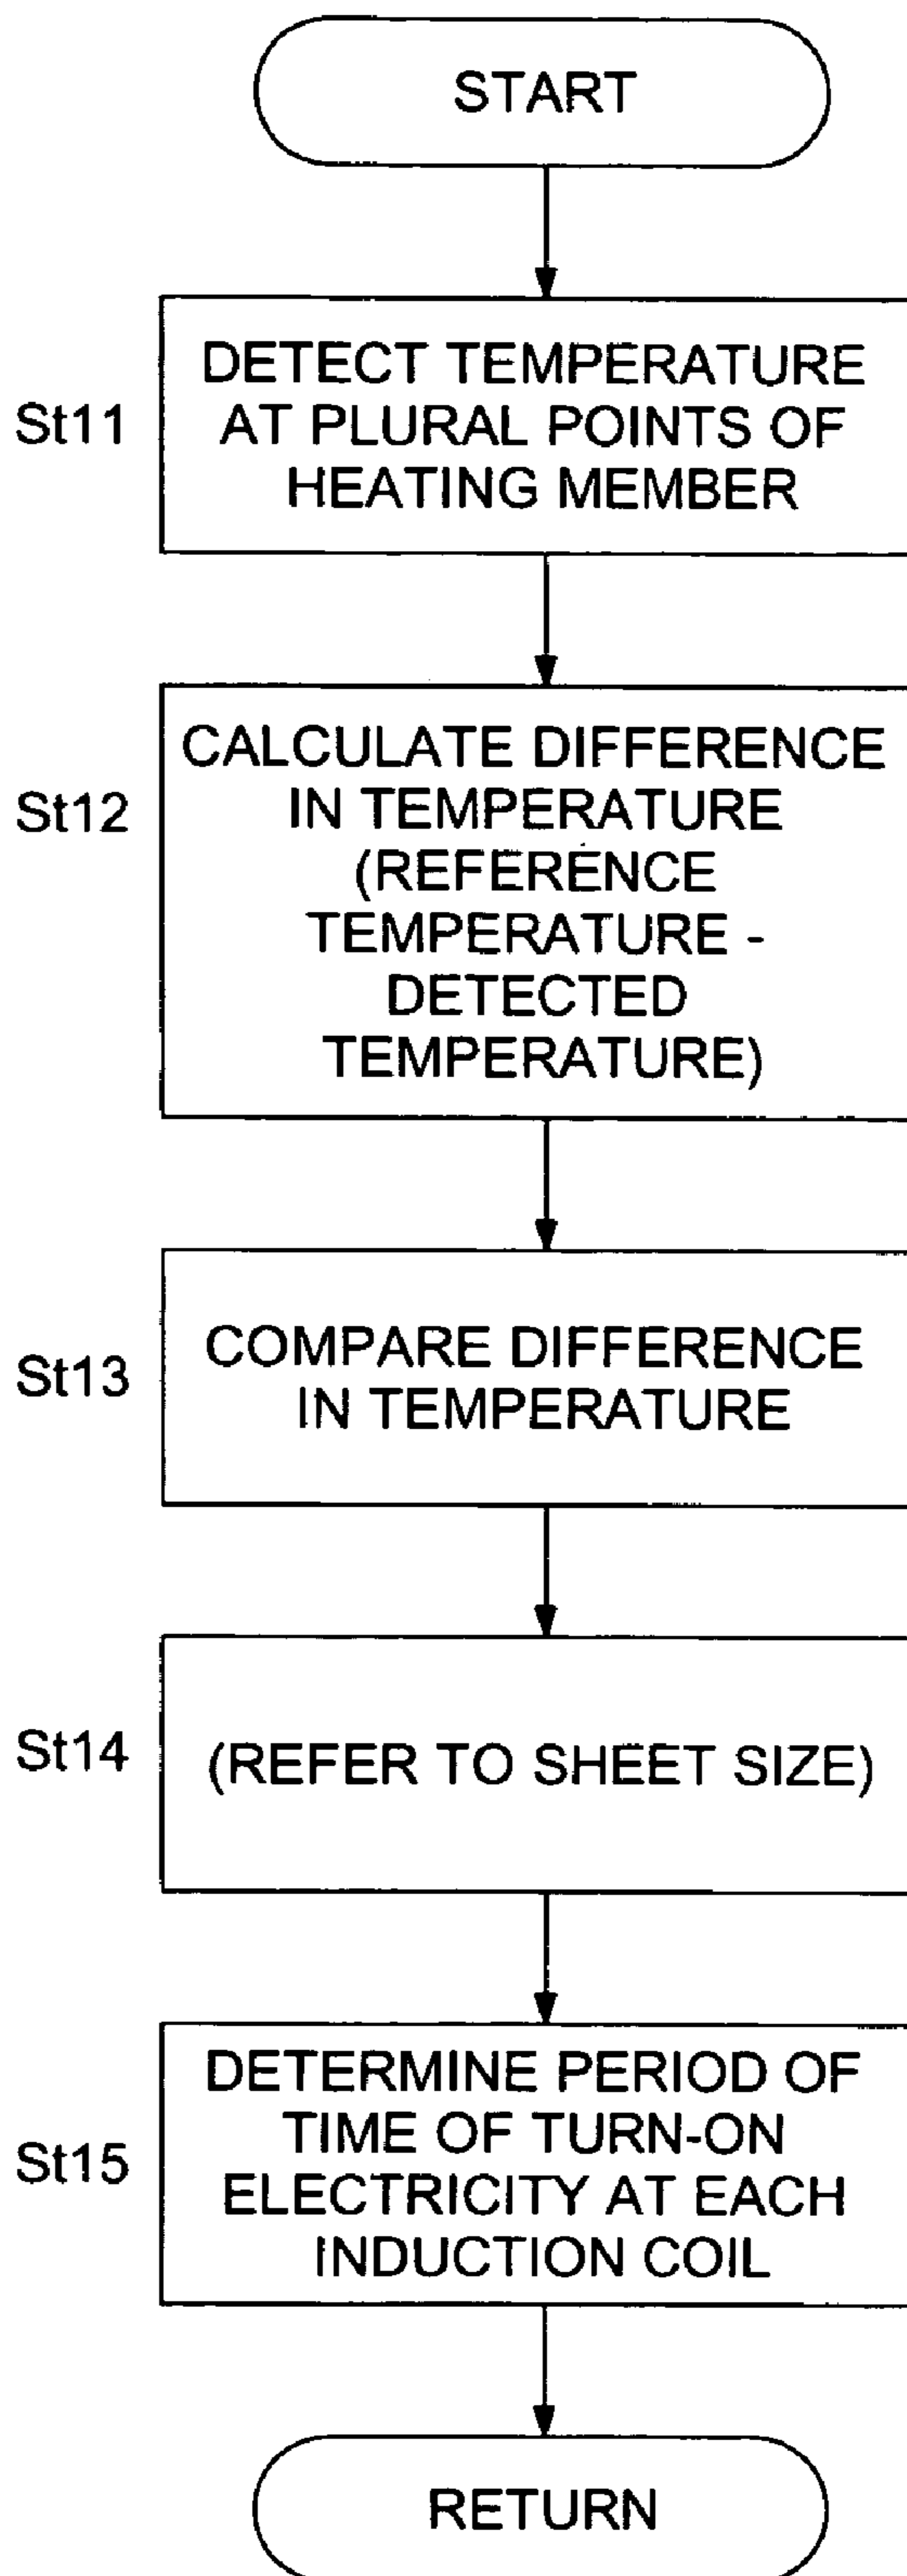 START
St11
DETECT TEMPERATURE
AT PLURAL POINTS OF
HEATING MEMBER
St12
CALCULATE DIFFERENCE
IN TEMPERATURE
(REFERENCE
TEMPERATURE -
DETECTED
TEMPERATURE)
St13
COMPARE DIFFERENCE
IN TEMPERATURE
St14
(REFER TO SHEET SIZE)
St15
DETERMINE PERIOD OF
TIME OF TURN-ON
ELECTRICITY AT EACH
INDUCTION COIL
RETURN